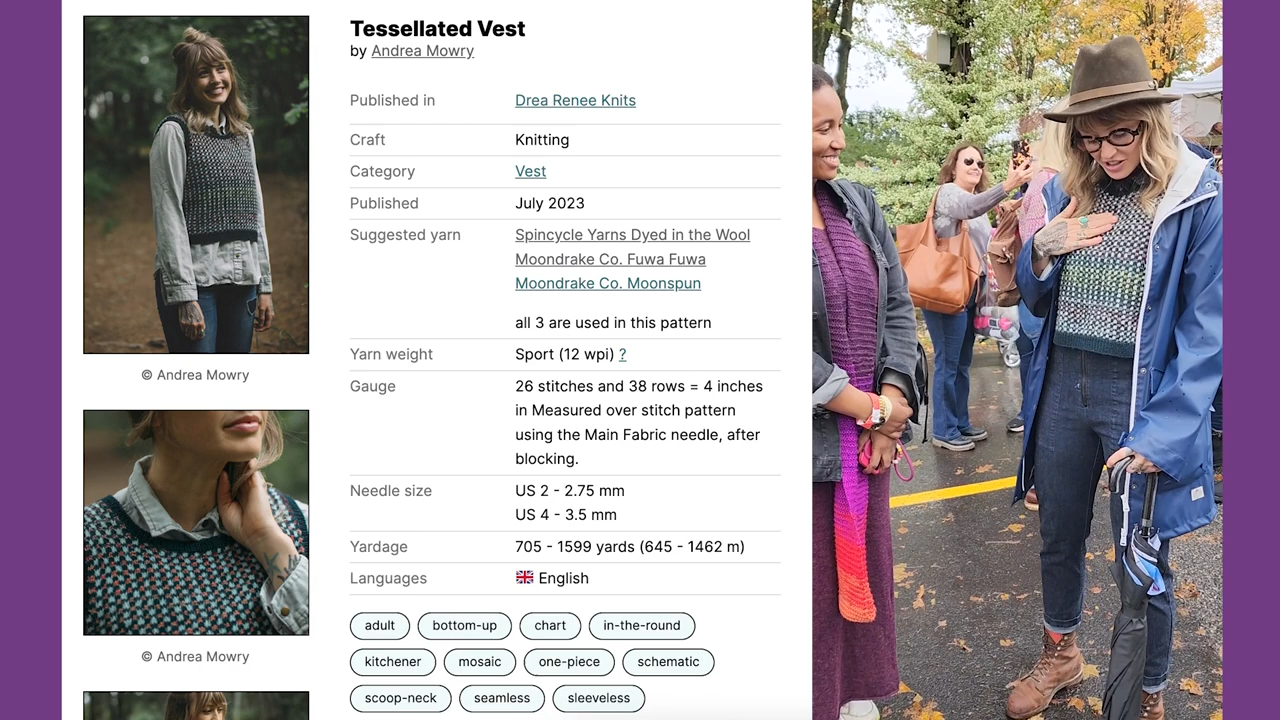 Tessellated Vest
by Andrea Mowry
Published in Drea Renee Knits
Craft Knitting
Category Vest
Published July 2023
Suggested yarn Spincycle Yarns Dyed in the Wool
Moondrake Co. Fuwa Fuwa
Moondrake Co. Moonspun
all 3 are used in this pattern
Yarn weight Sport (12 wpi) ?
Gauge 26 stitches and 38 rows = 4 inches
in Measured over stitch pattern
using the Main Fabric needle, after
blocking.
Needle size US 2 - 2.75 mm
US 4 - 3.5 mm
Yardage 705 - 1599 yards (645 - 1462 m)
Languages English
adult bottom-up chart in-the-round
kitchener mosaic one-piece schematic
scoop-neck seamless sleeveless
© Andrea Mowry
© Andrea Mowry